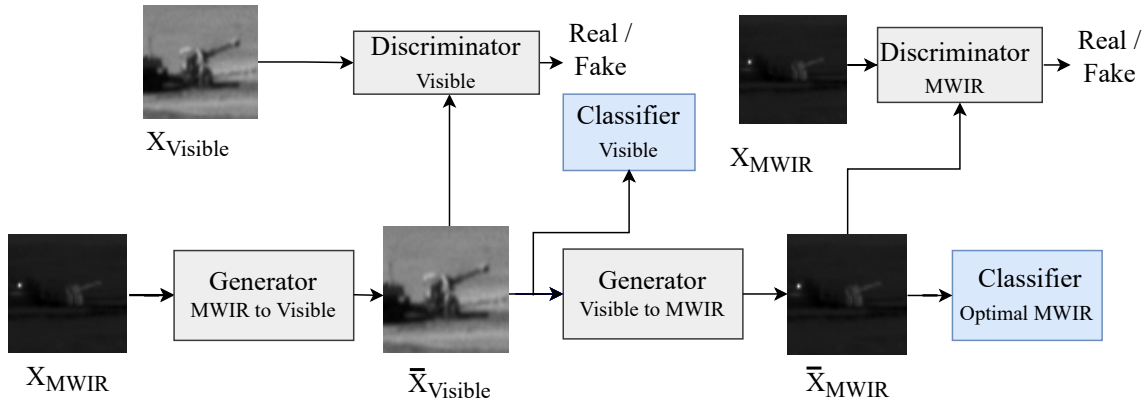 Discriminator
Visible
Real /
Fake
X_Visible
Classifier
Visible
Discriminator
MWIR
Real /
Fake
X_MWIR
Generator
MWIR to Visible
X_MWIR
X̄_Visible
Generator
Visible to MWIR
X̄_MWIR
Classifier
Optimal MWIR